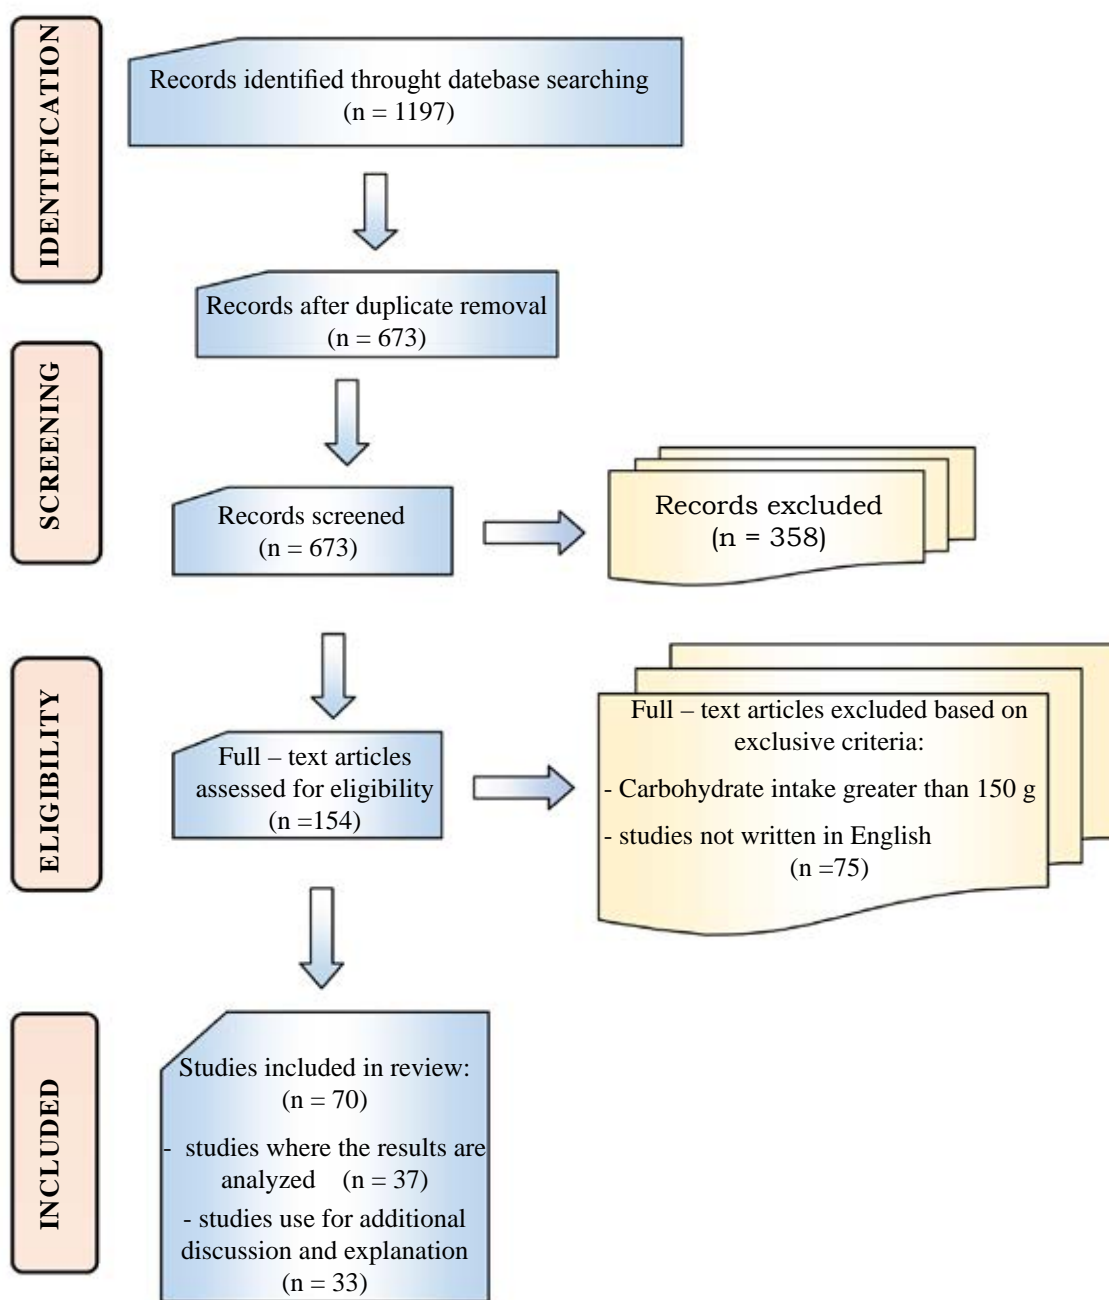 IDENTIFICATION
Records identified throught datebase searching
(n = 1197)
Records after duplicate removal
(n = 673)
SCREENING
Records screened
(n = 673)
Records excluded
(n = 358)
ELIGIBILITY
Full – text articles
assessed for eligibility
(n =154)
Full – text articles excluded based on
exclusive criteria:
- Carbohydrate intake greater than 150 g
- studies not written in English
(n =75)
INCLUDED
Studies included in review:
(n = 70)
- studies where the results are
analyzed (n = 37)
- studies use for additional
discussion and explanation
(n = 33)